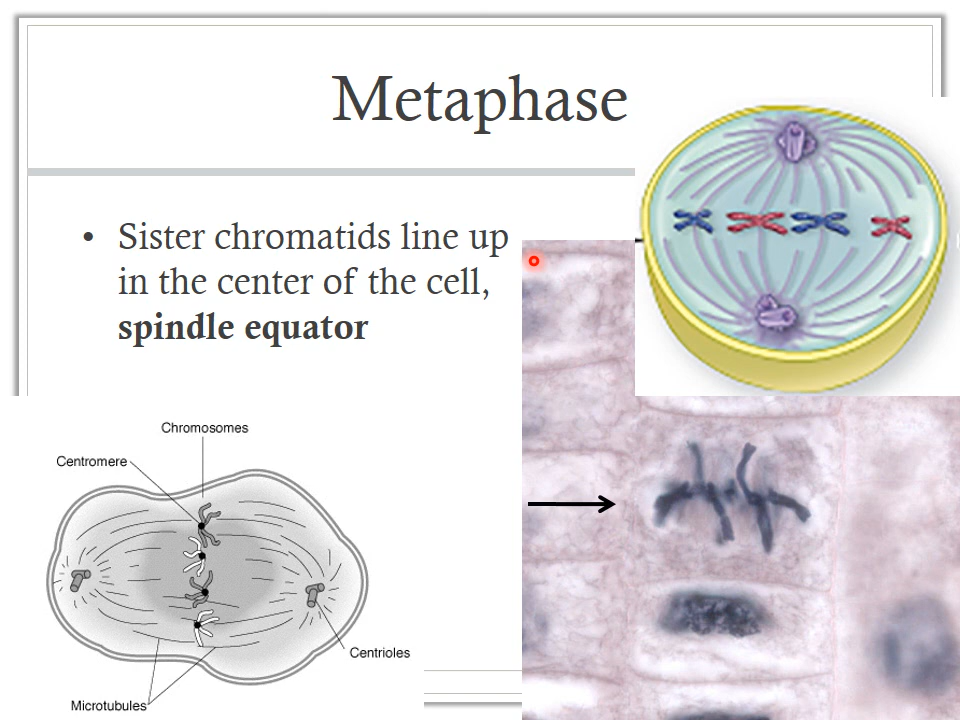 Metaphase
• Sister chromatids line up
in the center of the cell,
spindle equator
Chromosomes
Centromere
Centrioles
Microtubules